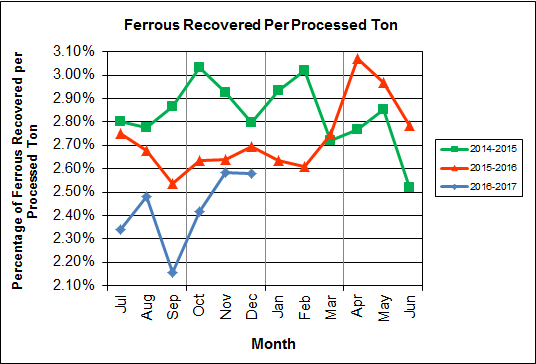 Ferrous Recovered Per Processed Ton
Percentage of Ferrous Recovered per
Processed Ton
3.10%
3.00%
2.90%
2.80%
2.70%
2.60%
2.50%
2.40%
2.30%
2.20%
2.10%
Jul
Aug
Sep
Oct
Nov
Dec
Jan
Feb
Mar
Apr
May
Jun
Month
2014-2015
2015-2016
2016-2017